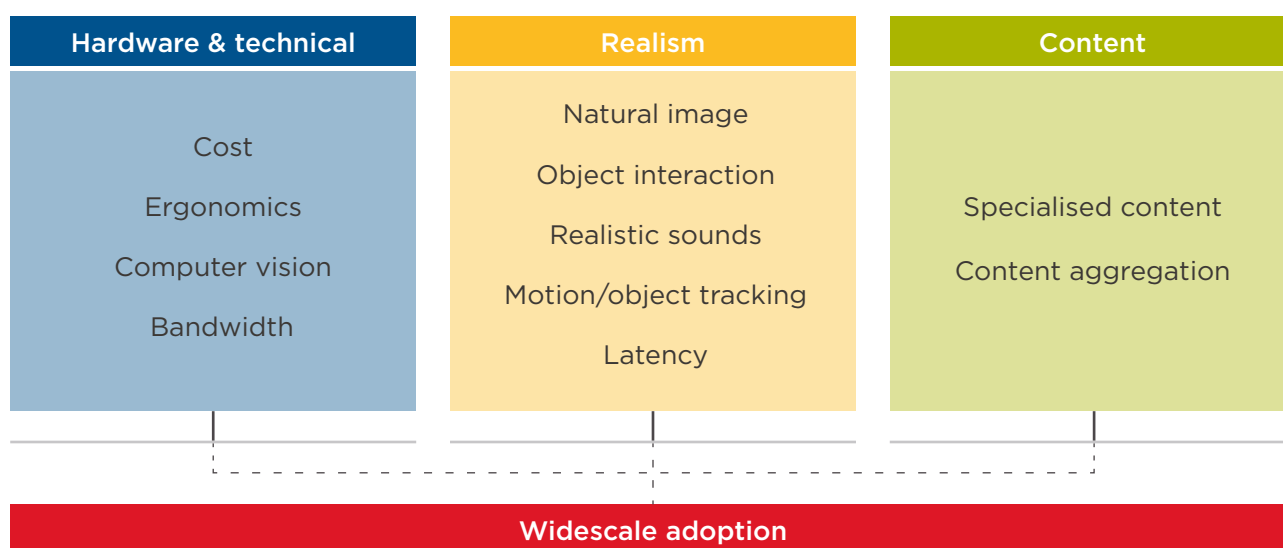 Hardware & technical
Cost
Ergonomics
Computer vision
Bandwidth
Realism
Natural image
Object interaction
Realistic sounds
Motion/object tracking
Latency
Content
Specialised content
Content aggregation
Widescale adoption